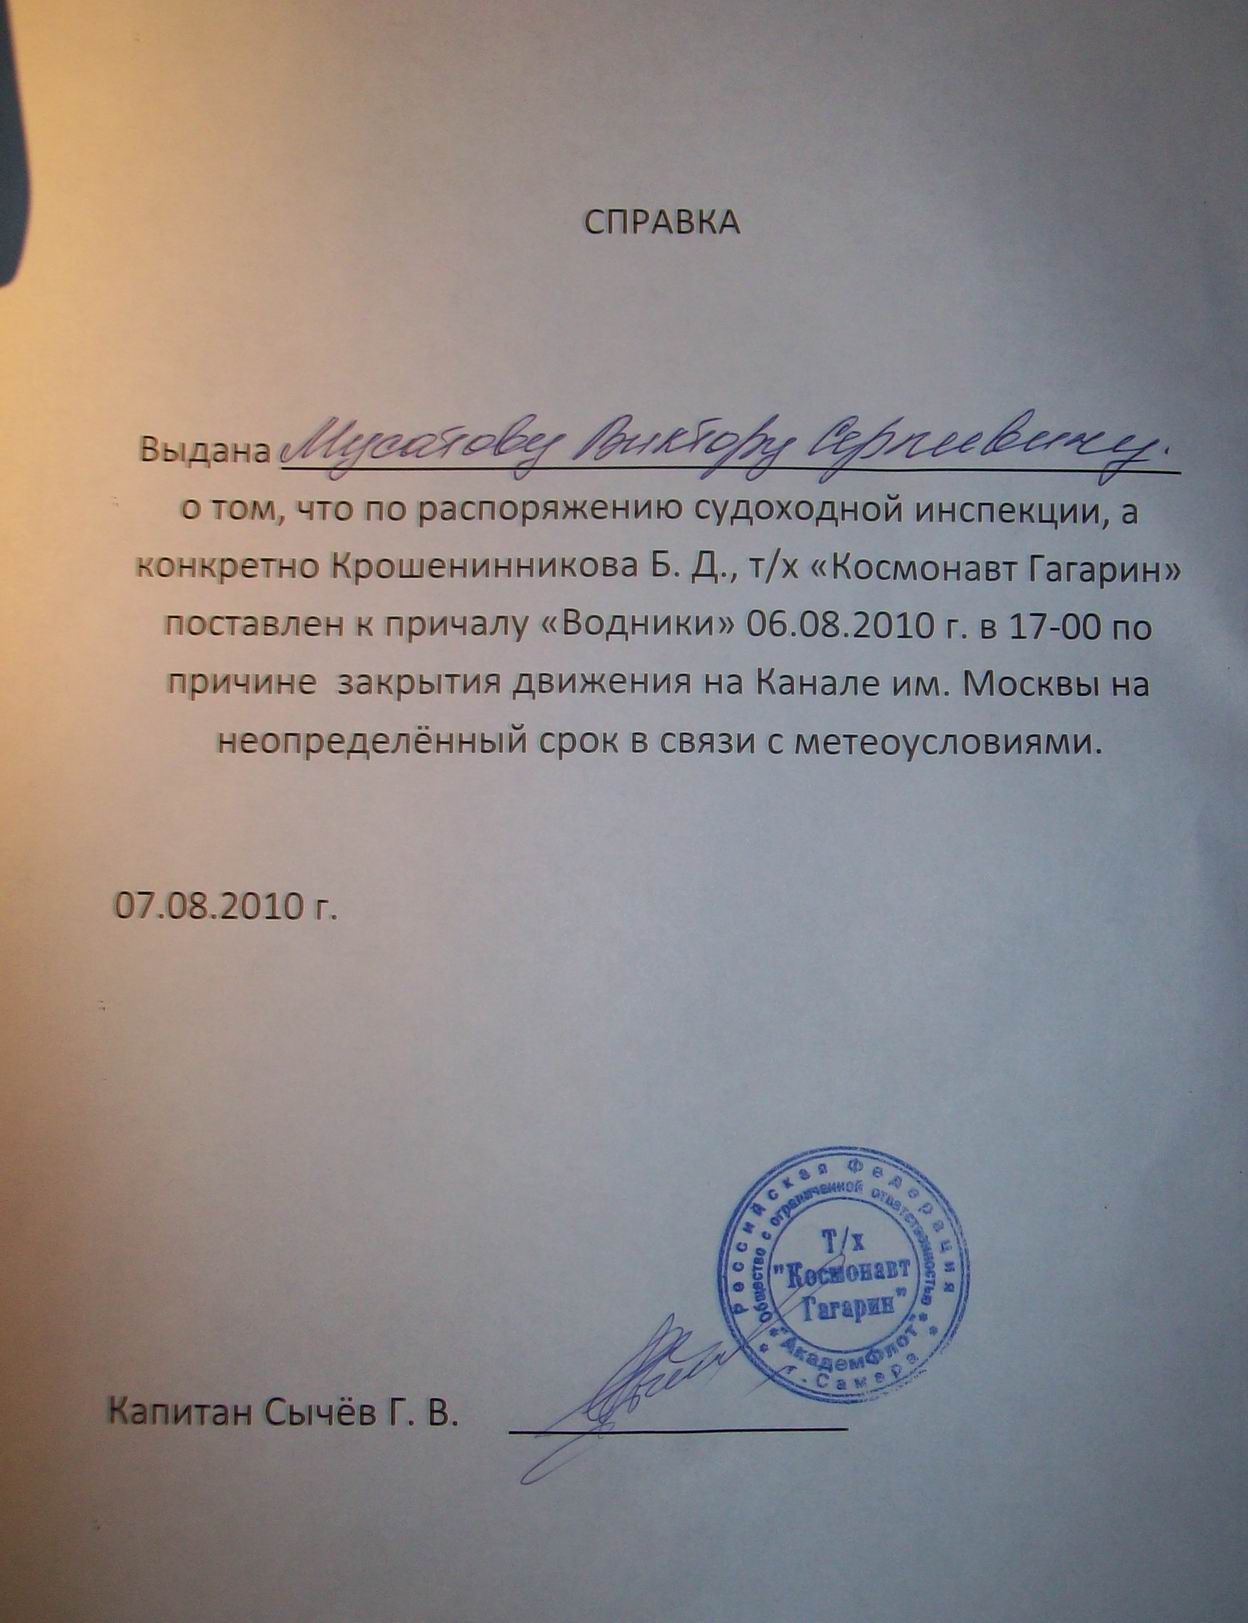 СПРАВКА
Выдана Мусатову Виктору Сергеевичу.
о том, что по распоряжению судоходной инспекции, а
конкретно Крошенинникова Б. Д., т/х «Космонавт Гагарин»
поставлен к причалу «Водники» 06.08.2010 г. в 17-00 по
причине закрытия движения на Канале им. Москвы на
неопределённый срок в связи с метеоусловиями.
07.08.2010 г.
Российская Федерация
Общество с ограниченной ответственностью
Т/х
"Космонавт
Гагарин"
"АкадемФлот"
г. Самара
Капитан Сычёв Г. В.